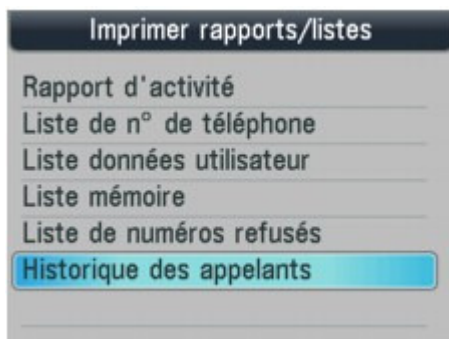 Imprimer rapports/listes
Rapport d'activité
Liste de n° de téléphone
Liste données utilisateur
Liste mémoire
Liste de numéros refusés
Historique des appelants